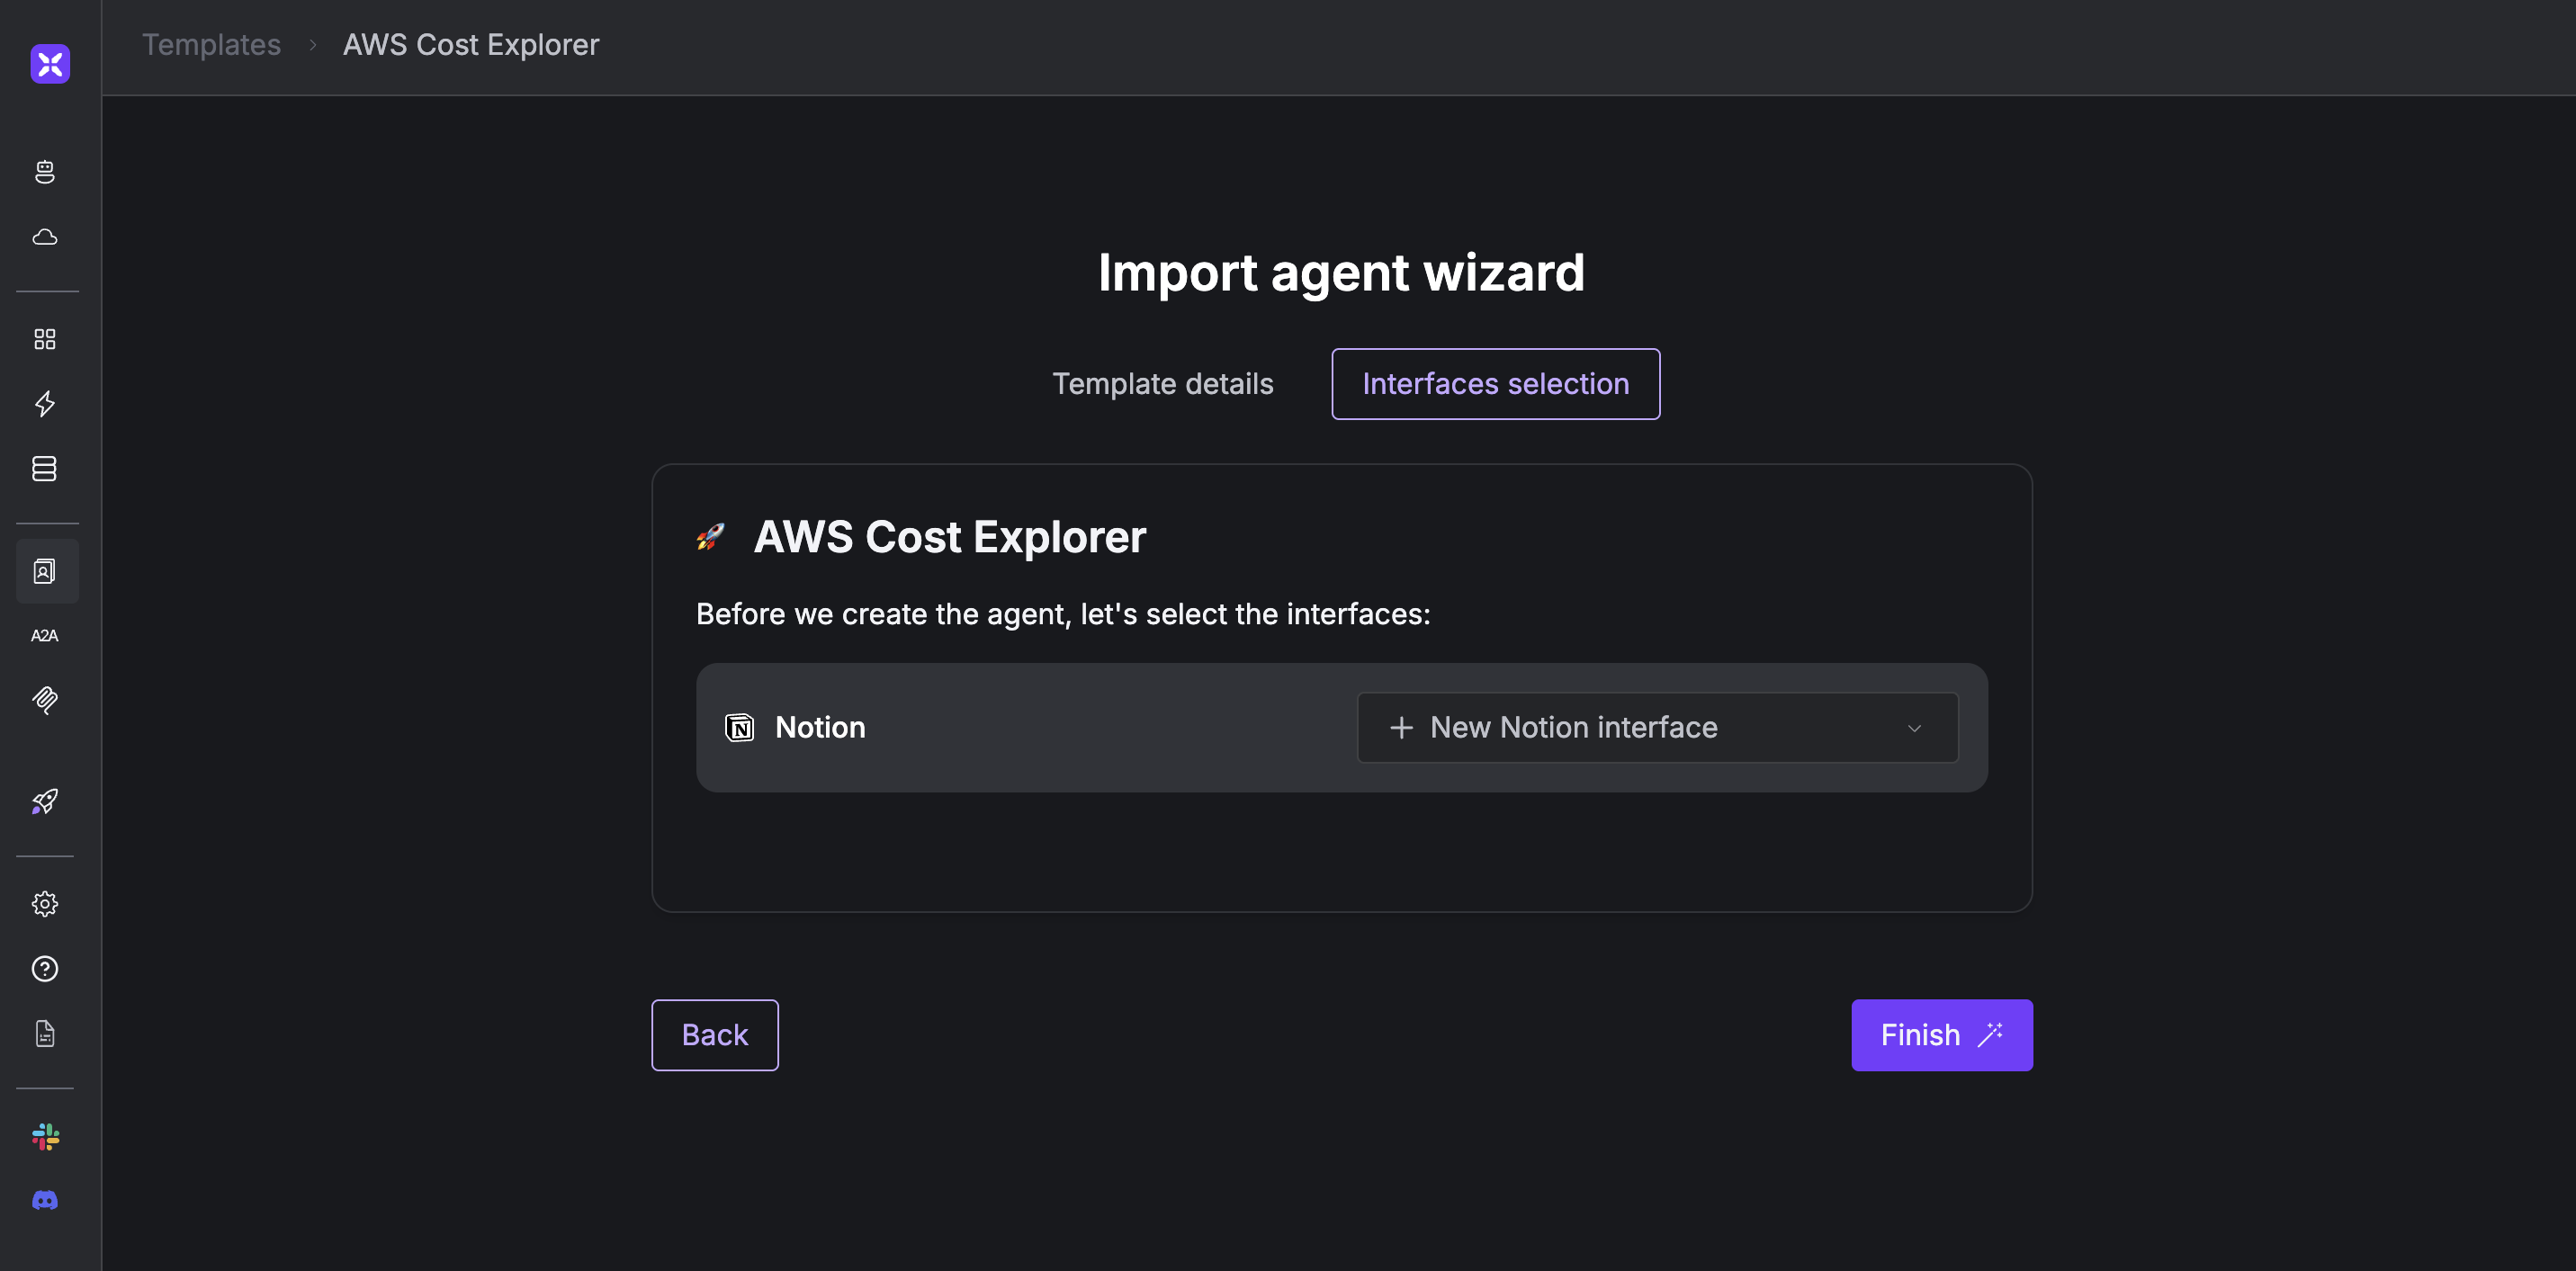 Templates > AWS Cost Explorer
Import agent wizard
Template details
Interfaces selection
AWS Cost Explorer
Before we create the agent, let's select the interfaces:
Notion
+ New Notion interface
A2A
Back
Finish